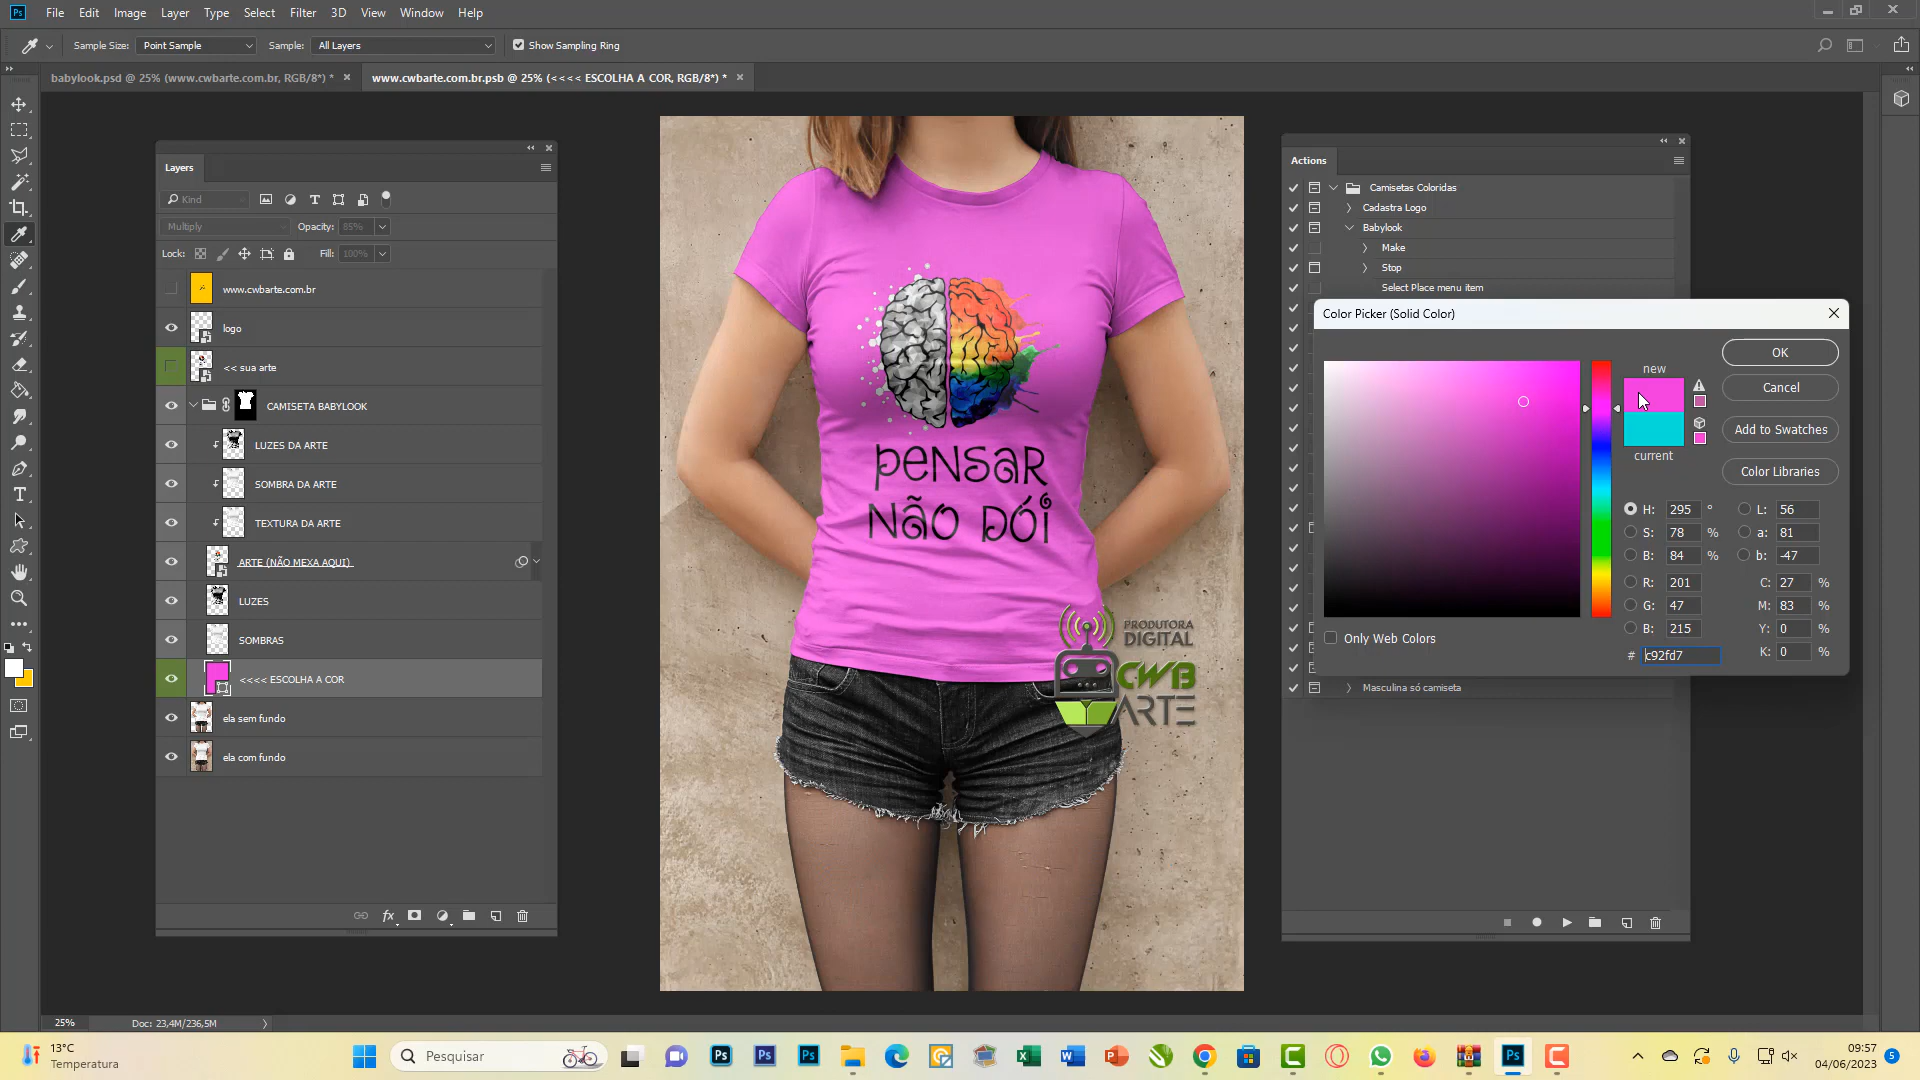 Ps File Edit Image Layer Type Select Filter 3D View Window Help
Sample Size: Point Sample Sample: All Layers Show Sampling Ring
babylook.psd @ 25% (www.cwbarte.com.br, RGB/8*) *
www.cwbarte.com.br.psb @ 25% (<<<< ESCOLHA A COR, RGB/8*) *
Layers
Kind
Multiply Opacity: 85%
Lock: Fill: 100%
www.cwbarte.com.br
logo
<< sua arte
CAMISETA BABYLOOK
LUZES DA ARTE
SOMBRA DA ARTE
TEXTURA DA ARTE
ARTE (NÃO MEXA AQUI)
LUZES
SOMBRAS
<<<< ESCOLHA A COR
ela sem fundo
ela com fundo
fx
PENSAR
NÃO DÓI
PRODUTORA
DIGITAL
CWB
ARTE
Actions
Camisetas Coloridas
Cadastra Logo
Babylook
Make
Stop
Select Place menu item
Color Picker (Solid Color)
new
current
OK
Cancel
Add to Swatches
Color Libraries
H: 295 ° L: 56
S: 78 % a: 81
B: 84 % b: -47
R: 201 C: 27 %
G: 47 M: 83 %
B: 215 Y: 0 %
# c92fd7 K: 0 %
Only Web Colors
Masculina só camiseta
25% Doc: 23,4M/236,5M
13°C
Temperatura
Pesquisar
09:57
04/06/2023
5